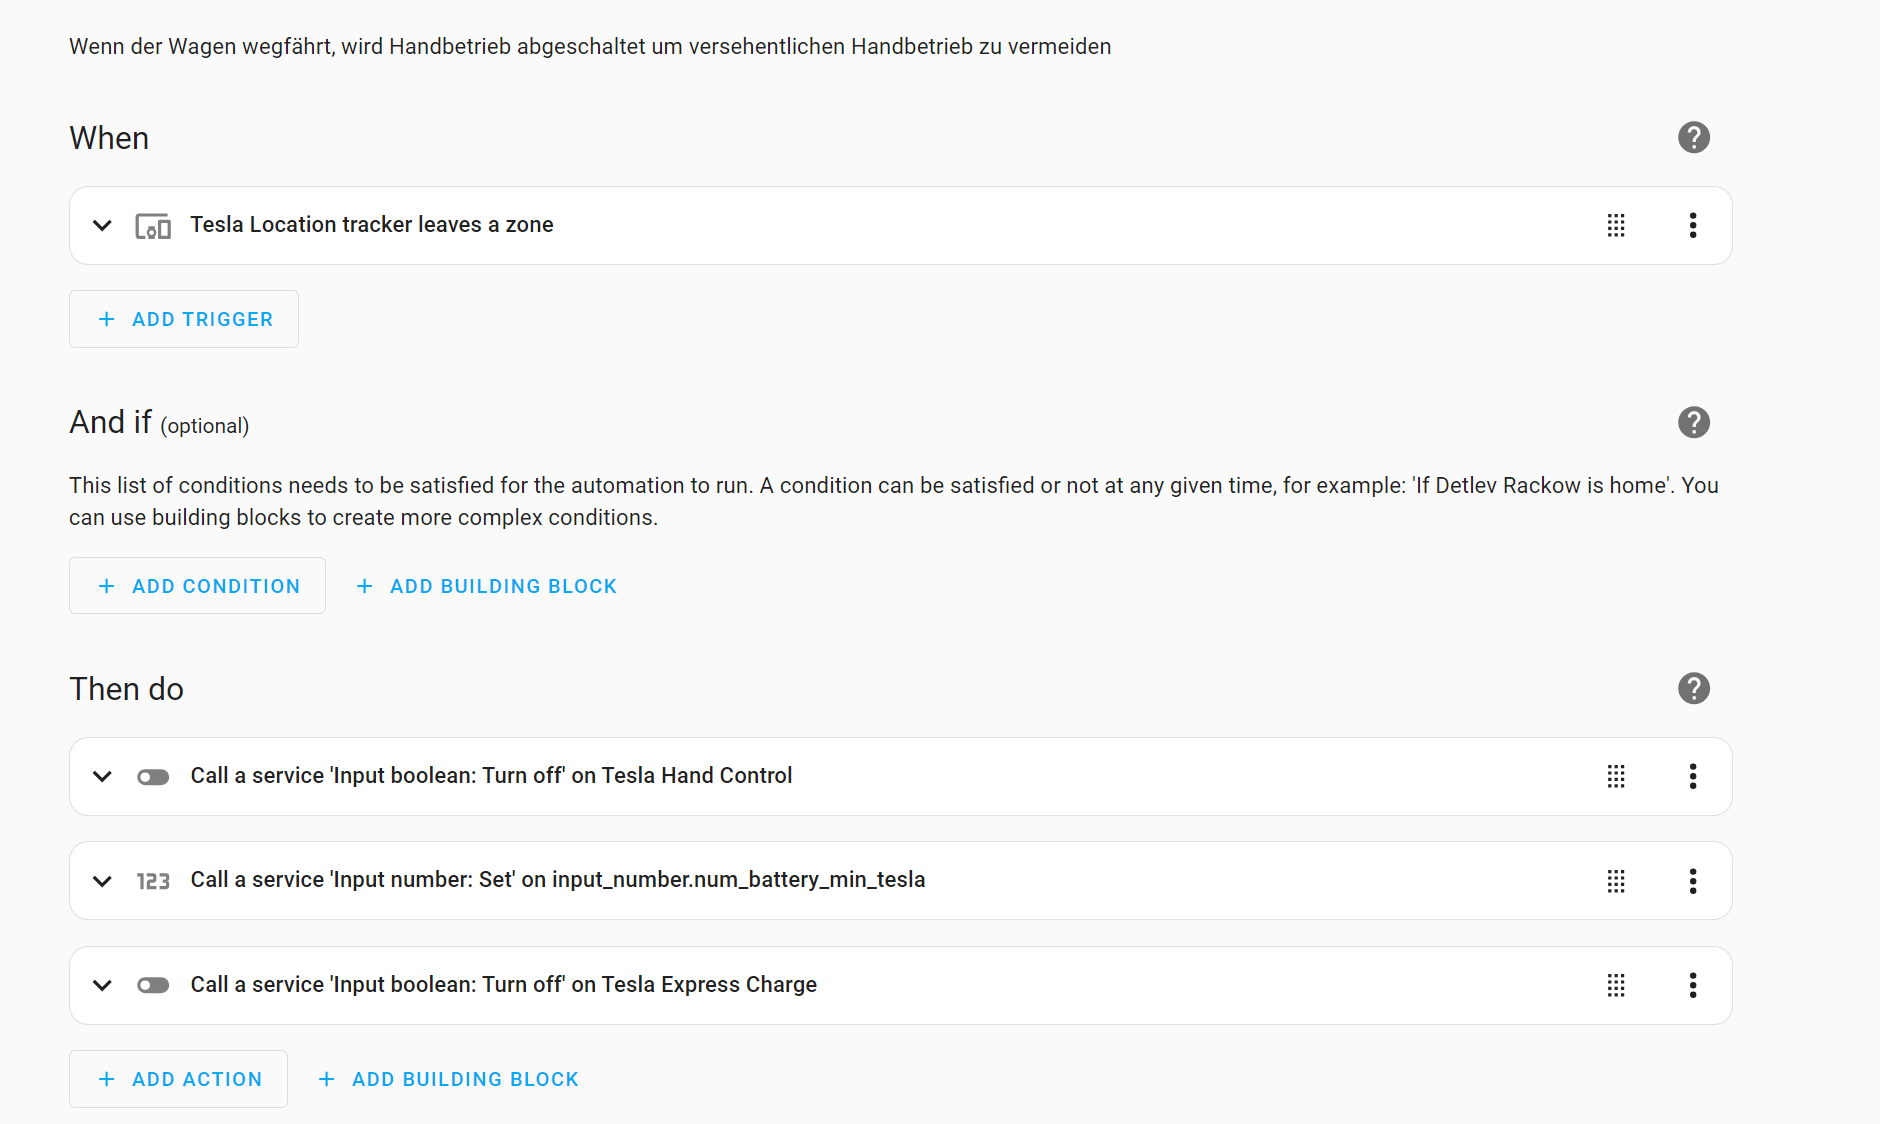 Wenn der Wagen wegfährt, wird Handbetrieb abgeschaltet um versehentlichen Handbetrieb zu vermeiden
When
Tesla Location tracker leaves a zone
ADD TRIGGER
And if (optional)
This list of conditions needs to be satisfied for the automation to run. A condition can be satisfied or not at any given time, for example: 'If Detlev Rackow is home'. You
can use building blocks to create more complex conditions.
ADD CONDITION ADD BUILDING BLOCK
Then do
Call a service 'Input boolean: Turn off' on Tesla Hand Control
123 Call a service 'Input number: Set' on input_number.num_battery_min_tesla
Call a service 'Input boolean: Turn off' on Tesla Express Charge
ADD ACTION ADD BUILDING BLOCK